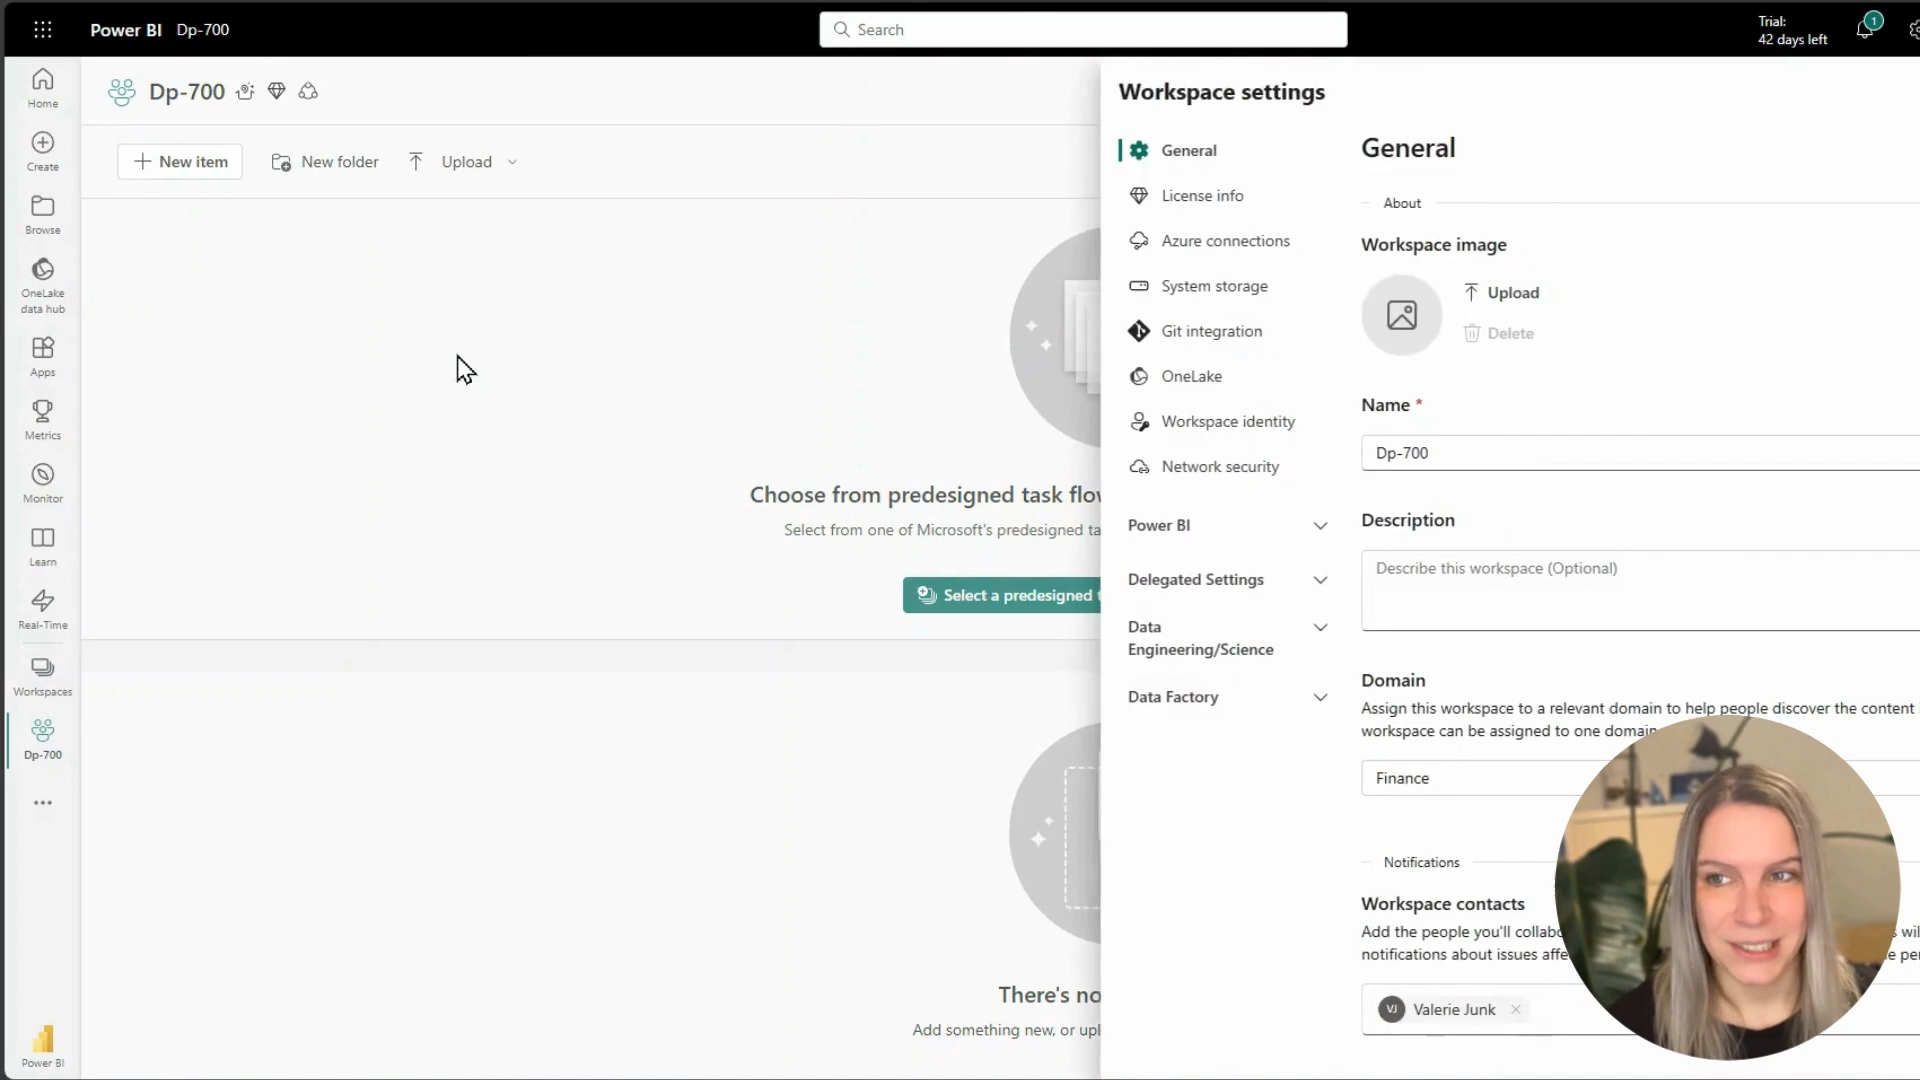 Power BI Dp-700
Search
Trial:
42 days left
1
Home
Create
Browse
OneLake
data hub
Apps
Metrics
Monitor
Learn
Real-Time
Workspaces
Dp-700
Power BI
Dp-700
New item
New folder
Upload
Choose from predesigned task flo
Select from one of Microsoft's predesigned ta
Select a predesigned t
There's no
Add something new, or upl
Workspace settings
General
License info
Azure connections
System storage
Git integration
OneLake
Workspace identity
Network security
Power BI
Delegated Settings
Data
Engineering/Science
Data Factory
General
About
Workspace image
Upload
Delete
Name *
Dp-700
Description
Describe this workspace (Optional)
Domain
Assign this workspace to a relevant domain to help people discover the content
workspace can be assigned to one domain
Finance
Notifications
Workspace contacts
Add the people you'll collabo s wil
notifications about issues affe e pe
VJ Valerie Junk